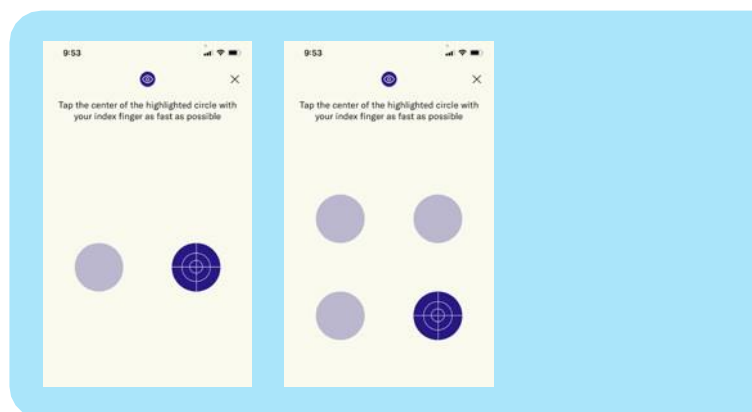 9:53
Tap the center of the highlighted circle with
your index finger as fast as possible
9:53
Tap the center of the highlighted circle with
your index finger as fast as possible